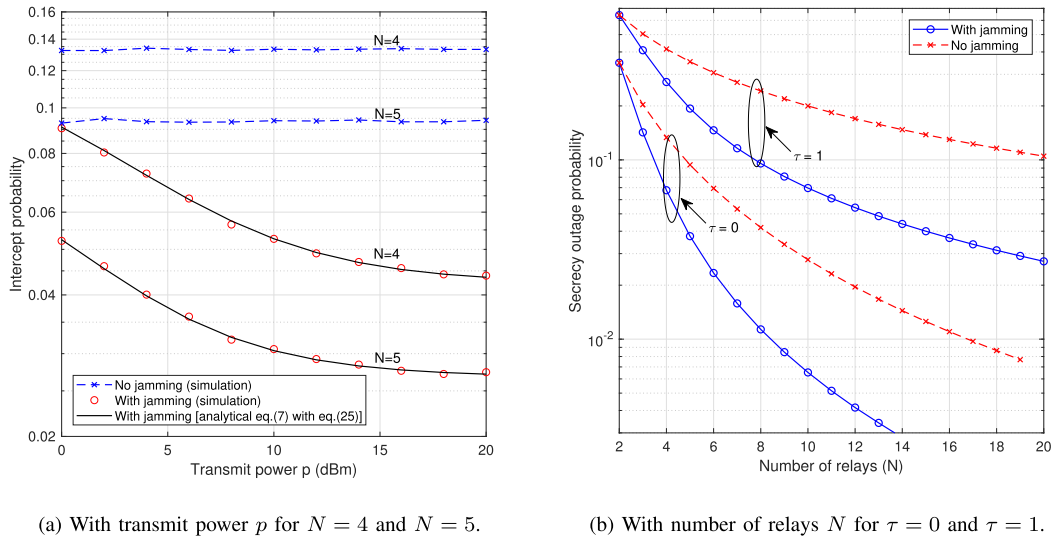 0.16
0.14
0.12
0.1
0.08
0.06
0.04
0.02
Intercept probability
N=4
N=5
N=4
N=5
No jamming (simulation)
With jamming (simulation)
With jamming [analytical eq.(7) with eq.(25)]
0 5 10 15 20
Transmit power p (dBm)
(a) With transmit power p for N = 4 and N = 5.
10⁻¹
10⁻²
Secrecy outage probability
With jamming
No jamming
τ = 1
τ = 0
2 4 6 8 10 12 14 16 18 20
Number of relays (N)
(b) With number of relays N for τ = 0 and τ = 1.